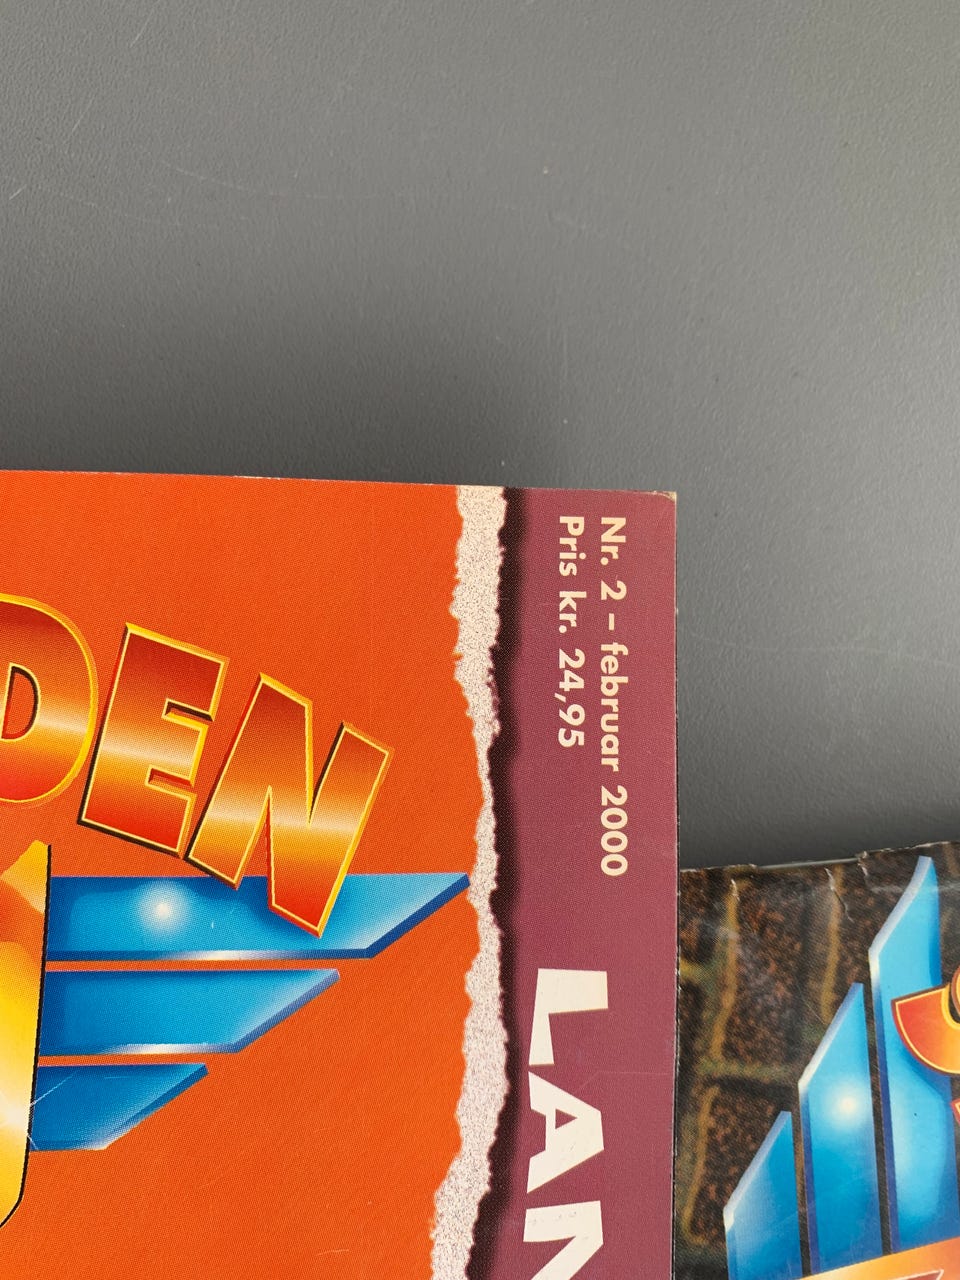 DEN
Nr. 2 – februar 2000
Pris kr. 24,95
LAN